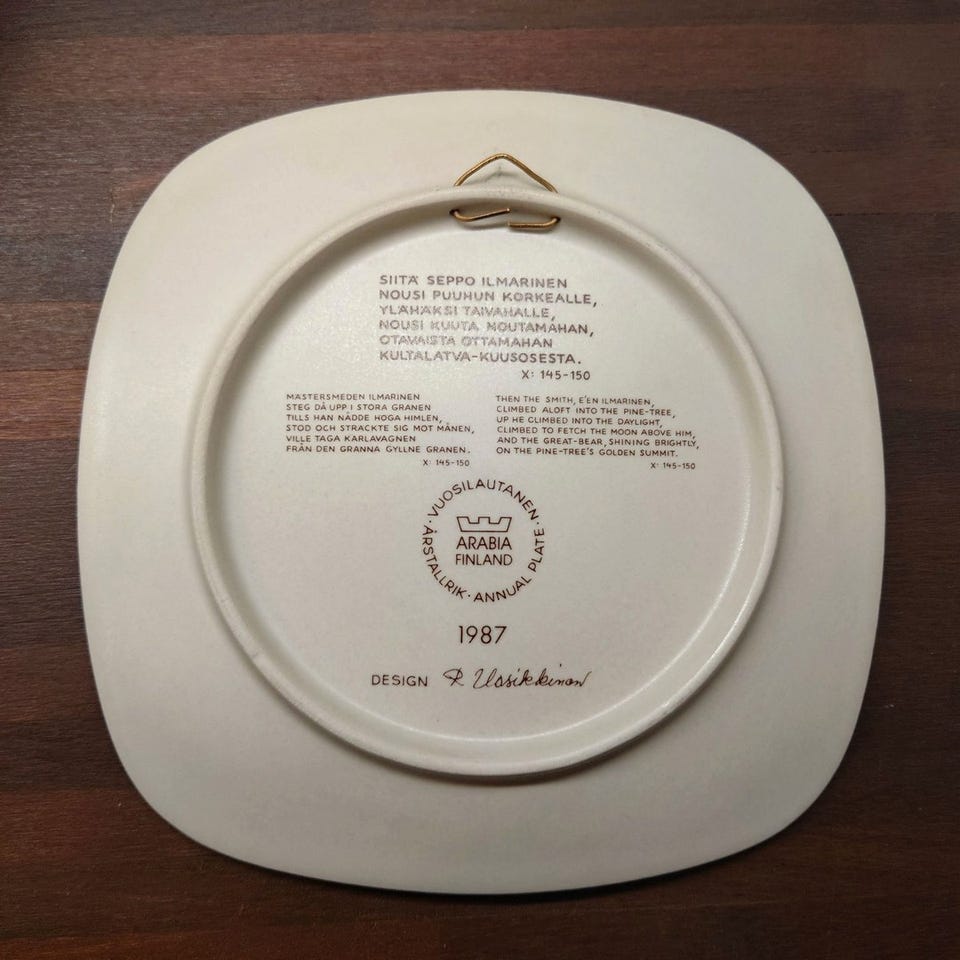 SIITÄ SEPPO ILMARINEN
NOUSI PUUHUN KORKEALLE,
YLÄHÄKSI TAIVAHALLE,
NOUSI KUUTA NOUTAMAHAN,
OTAVAISTA OTTAMAHAN
KULTALATVA-KUUSOSESTA.
X: 145-150
MÄSTERSMEDEN ILMARINEN
STEG DÅ UPP I STORA GRANEN
TILLS HAN NÅDDE HÖGA HIMLEN,
STOD OCH STRÄCKTE SIG MOT MÅNEN,
VILLE TAGA KARLAVAGNEN
FRÅN DEN GRANNA GYLLNE GRANEN.
X: 145-150
THEN THE SMITH, E'EN ILMARINEN,
CLIMBED ALOFT INTO THE PINE-TREE,
UP HE CLIMBED INTO THE DAYLIGHT,
CLIMBED TO FETCH THE MOON ABOVE HIM,
AND THE GREAT-BEAR, SHINING BRIGHTLY,
ON THE PINE-TREE'S GOLDEN SUMMIT.
X: 145-150
· VUOSILAUTANEN · ANNUAL PLATE · ÅRSTALLRIK
ARABIA
FINLAND
1987
DESIGN R Uosikkinen